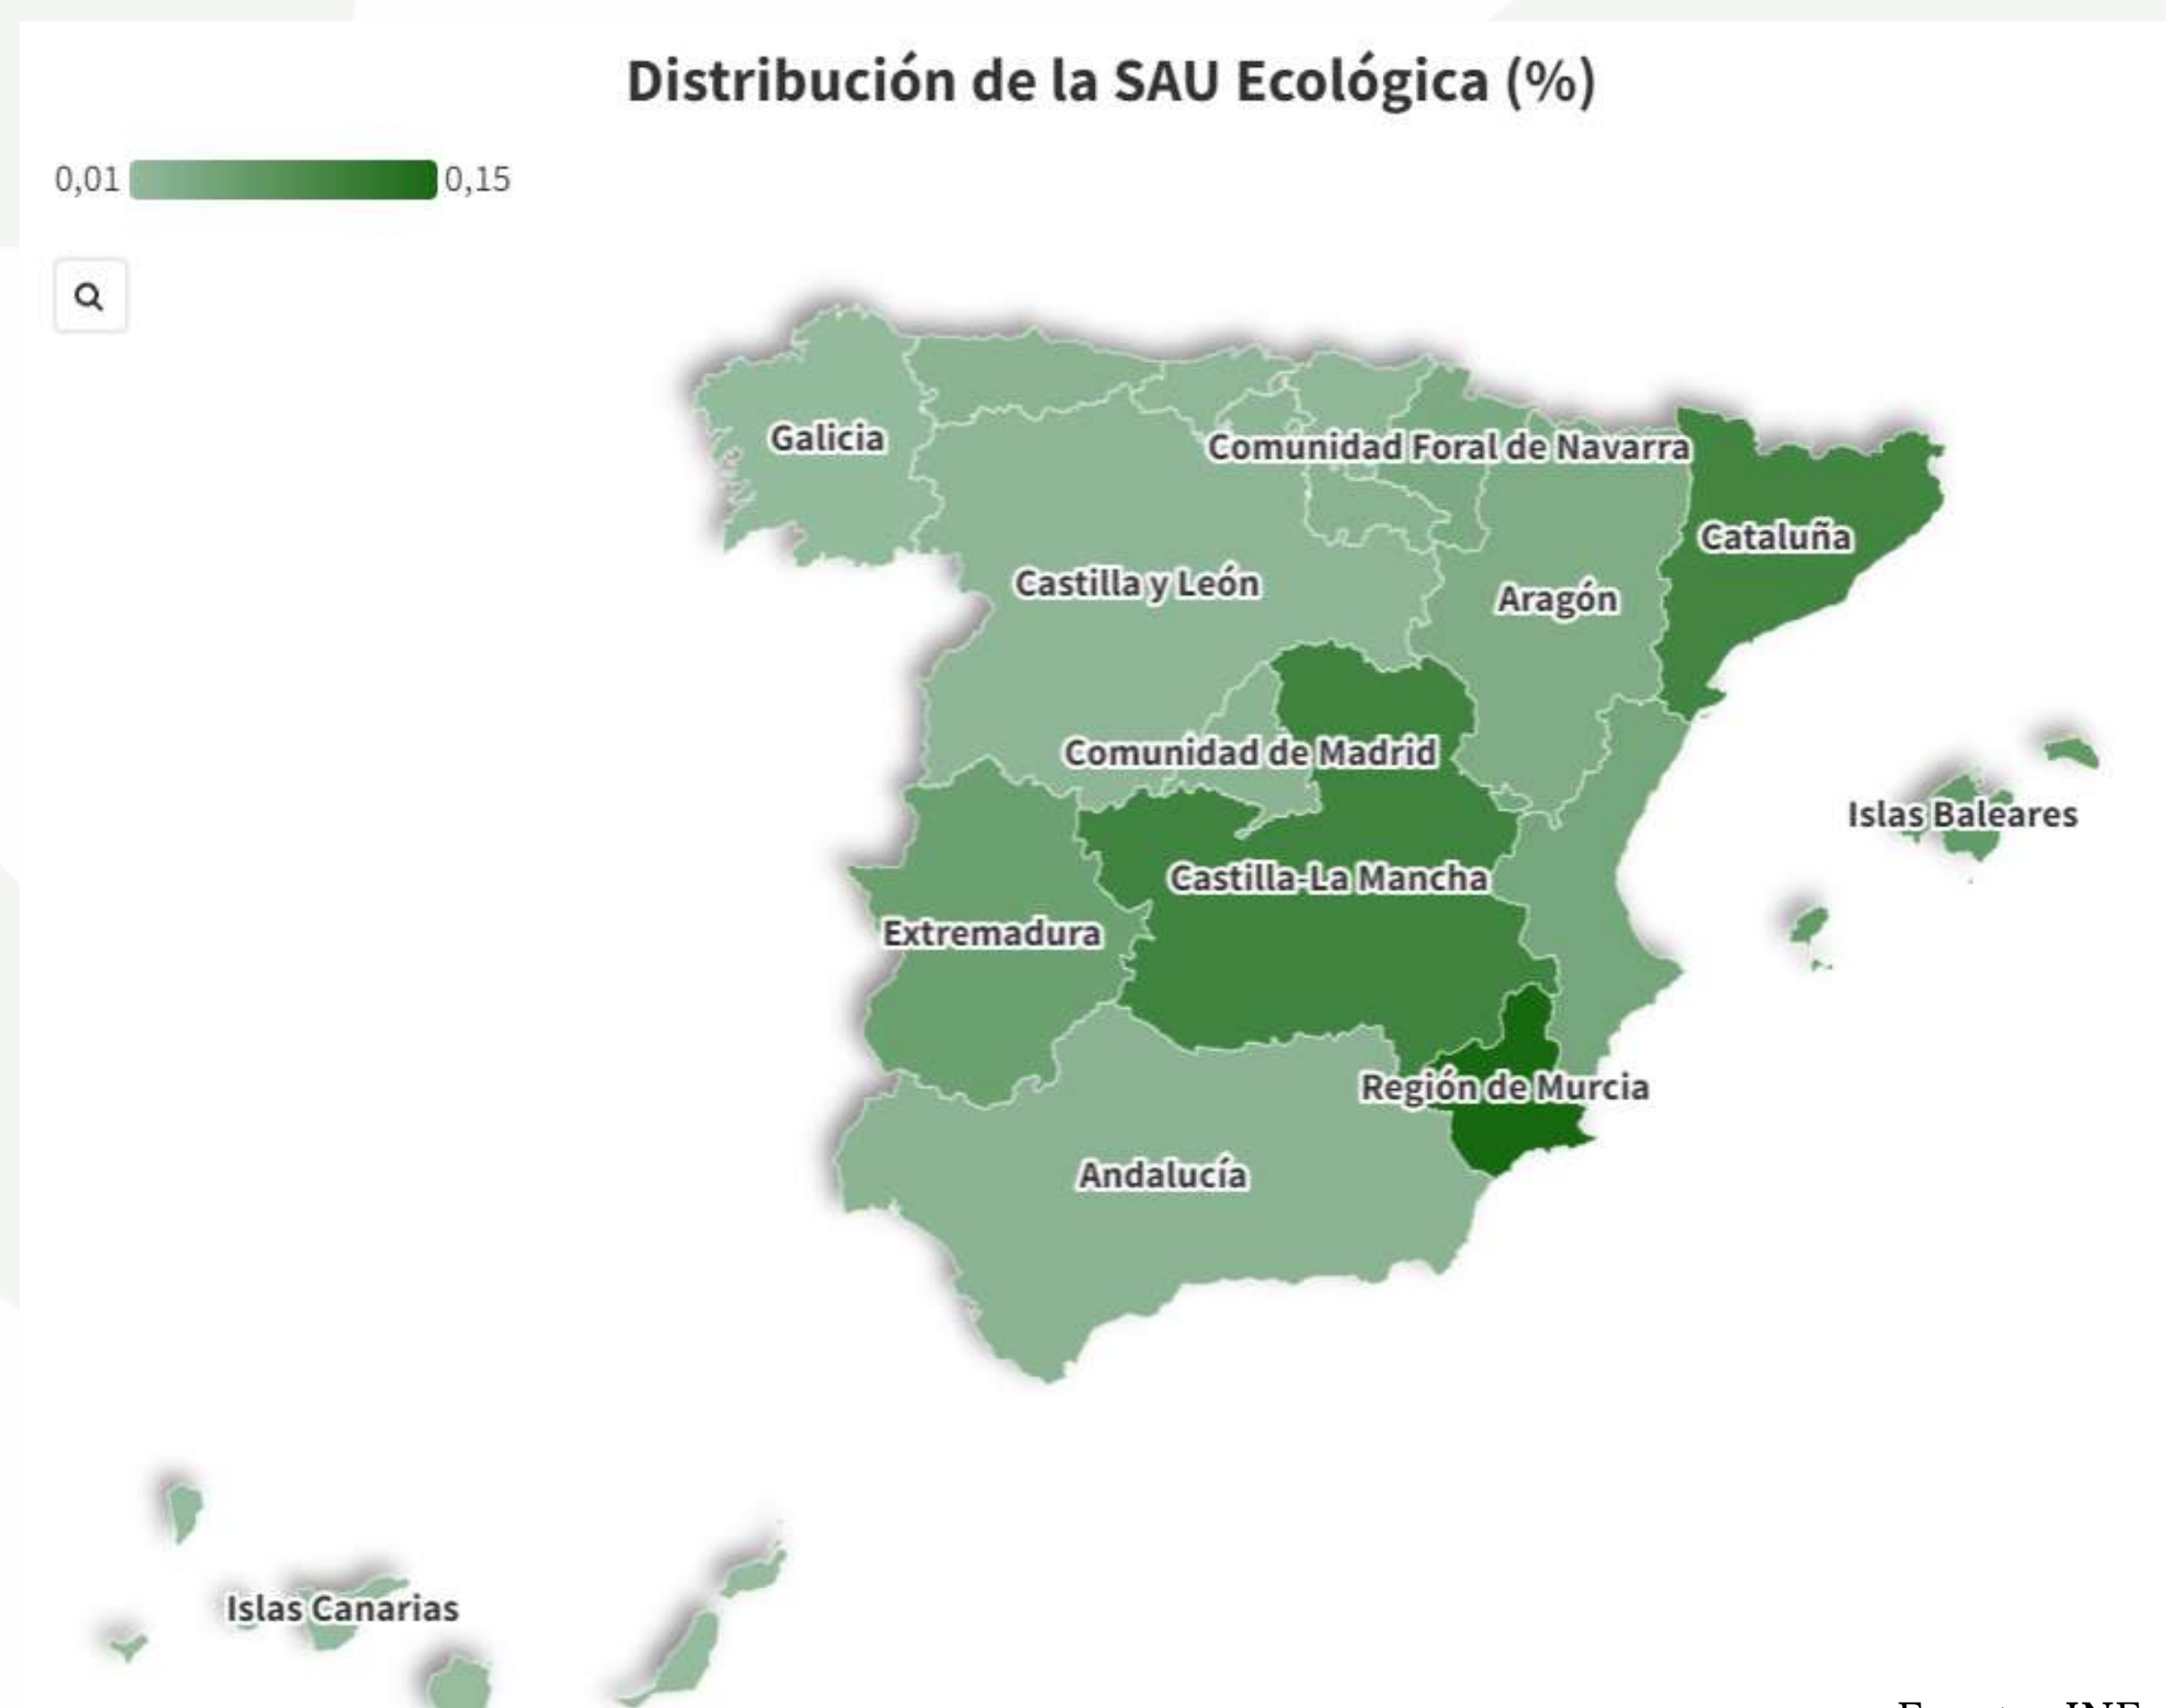 Distribución de la SAU Ecológica (%)
0,01
0,15
Galicia
Comunidad Foral de Navarra
Cataluña
Castilla y León
Aragón
Comunidad de Madrid
Islas Baleares
Castilla-La Mancha
Extremadura
Región de Murcia
Andalucía
Islas Canarias